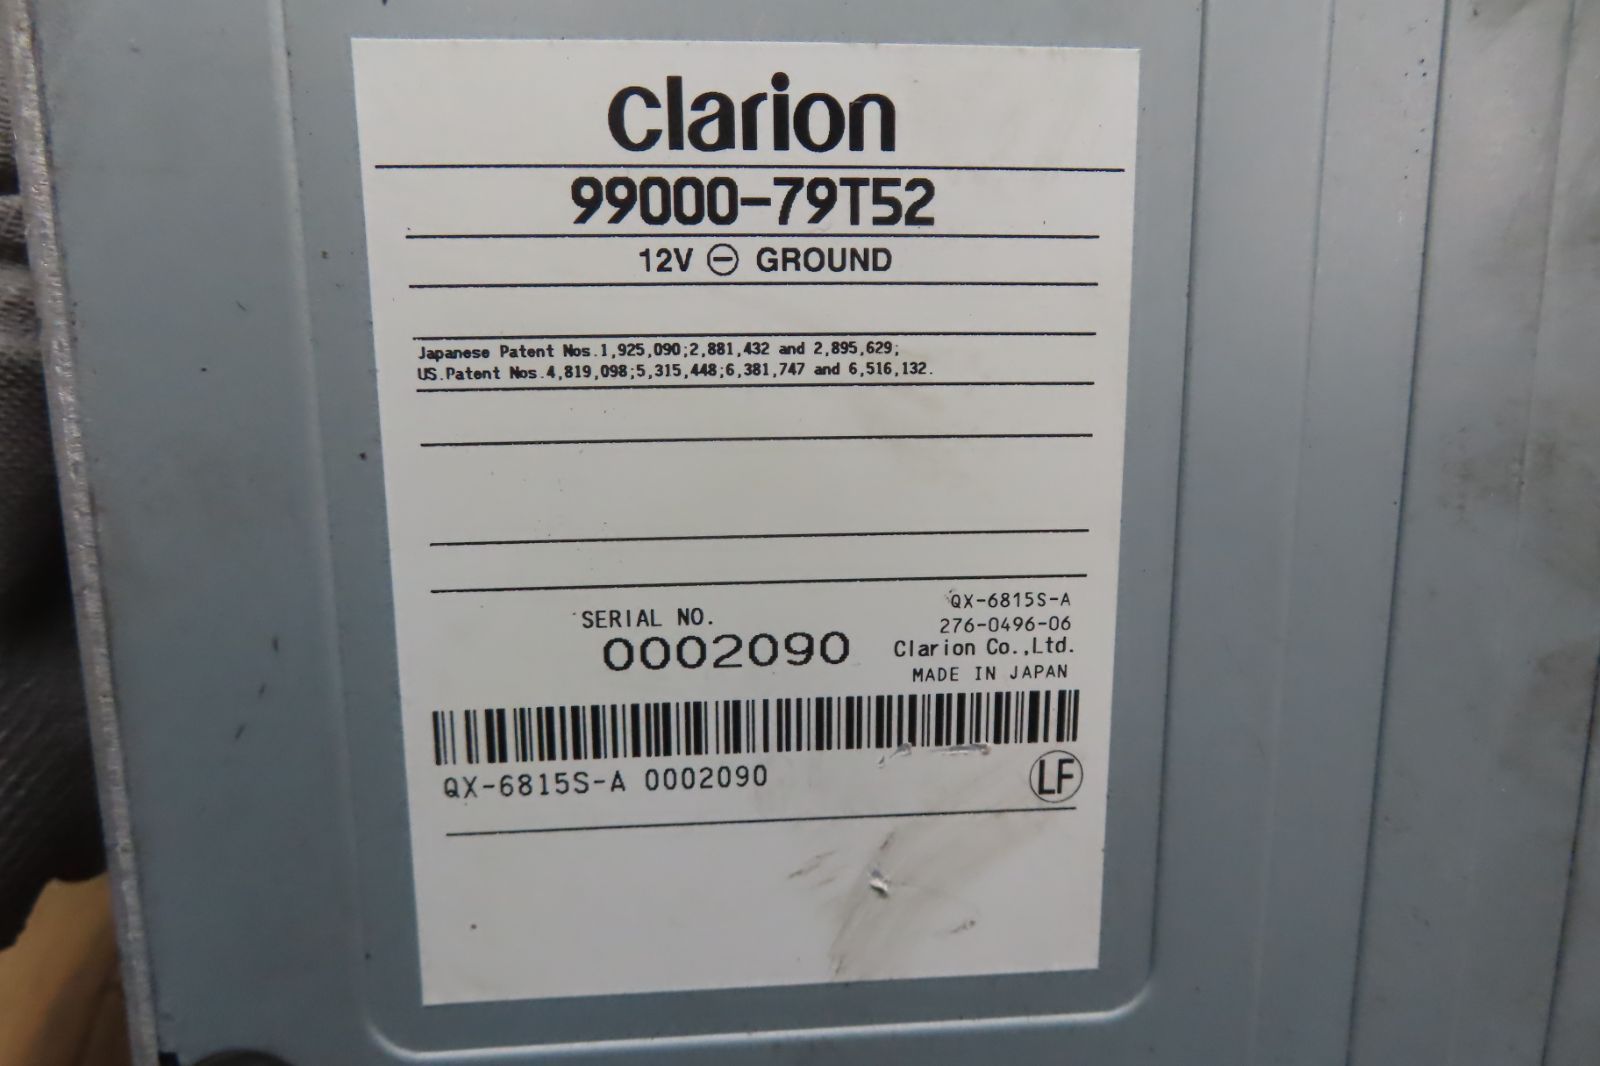 clarion
99000-79T52
12V ⊖ GROUND
Japanese Patent Nos.1,925,090;2,881,432 and 2,895,629;
US.Patent Nos.4,819,098;5,315,448;6,381,747 and 6,516,132.
SERIAL NO.
0002090
QX-6815S-A
276-0496-06
Clarion Co.,Ltd.
MADE IN JAPAN
QX-6815S-A 0002090
LF